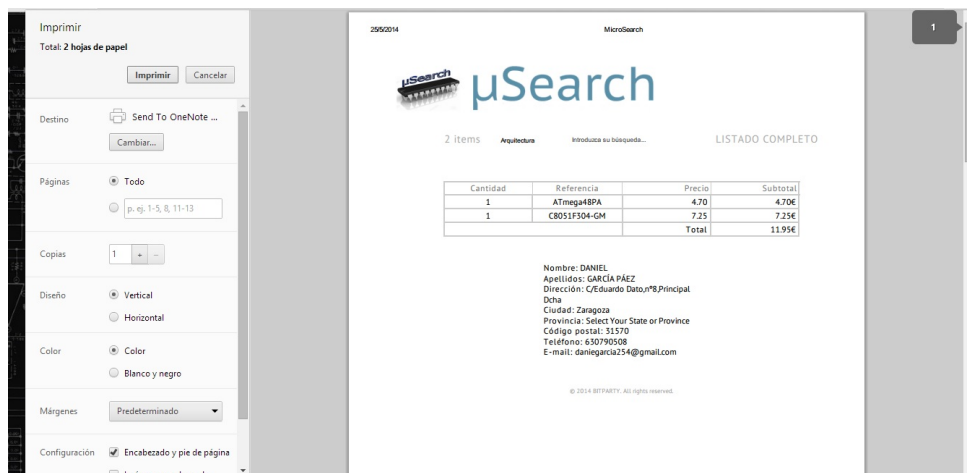 Imprimir
Total: 2 hojas de papel
Imprimir Cancelar
Destino Send To OneNote ...
Cambiar...
Páginas Todo
p. ej. 1-5, 8, 11-13
Copias 1 + -
Diseño Vertical
Horizontal
Color Color
Blanco y negro
Márgenes Predeterminado
Configuración Encabezado y pie de página
25/5/2014 MicroSearch
µSearch µSearch
2 items Arquitectura Introduzca su búsqueda... LISTADO COMPLETO
Cantidad Referencia Precio Subtotal
1 ATmega48PA 4.70 4.70€
1 C8051F304-GM 7.25 7.25€
Total 11.95€
Nombre: DANIEL
Apellidos: GARCÍA PÁEZ
Dirección: C/Eduardo Dato,nº8,Principal
Dcha
Ciudad: Zaragoza
Provincia: Select Your State or Province
Código postal: 31570
Teléfono: 630790508
E-mail: daniegarcia254@gmail.com
© 2014 BITPARTY. All rights reserved.
1